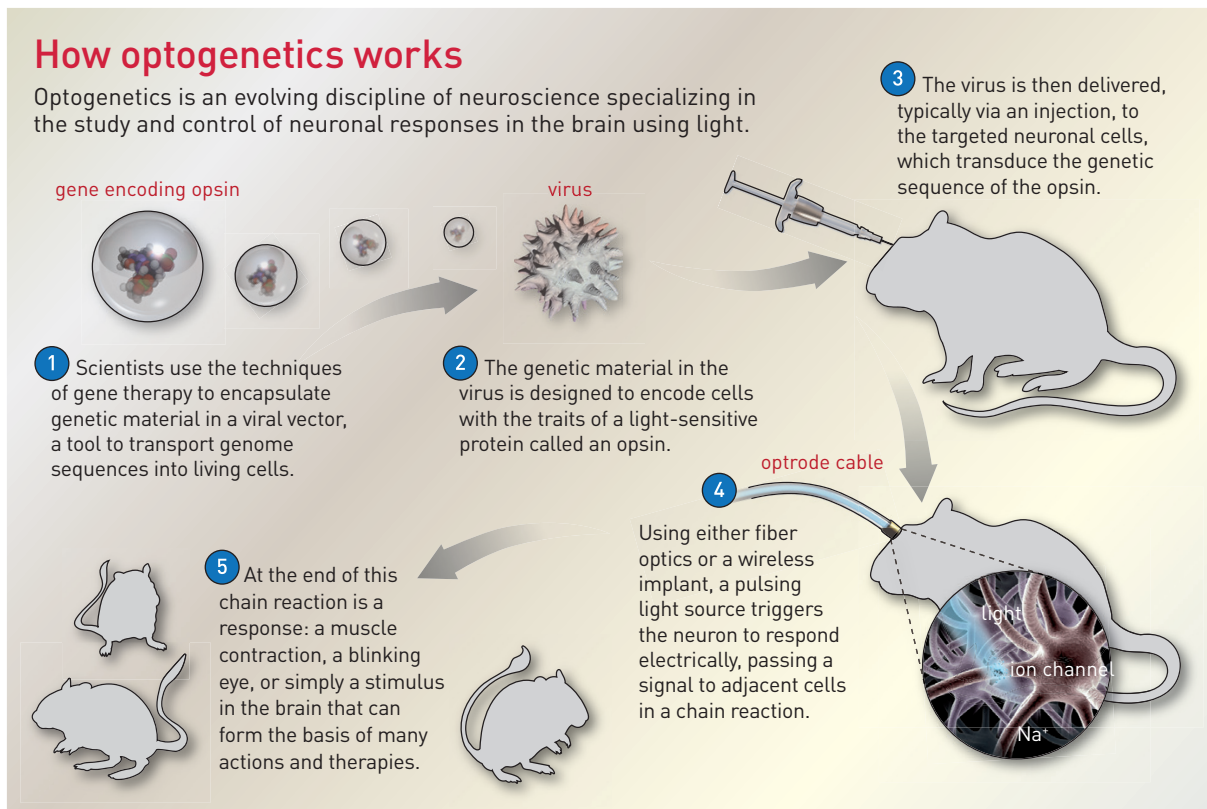 How optogenetics works
Optogenetics is an evolving discipline of neuroscience specializing in
the study and control of neuronal responses in the brain using light.
gene encoding opsin
virus
1 Scientists use the techniques
of gene therapy to encapsulate
genetic material in a viral vector,
a tool to transport genome
sequences into living cells.
2 The genetic material in the
virus is designed to encode cells
with the traits of a light-sensitive
protein called an opsin.
3 The virus is then delivered,
typically via an injection, to
the targeted neuronal cells,
which transduce the genetic
sequence of the opsin.
optrode cable
4
Using either fiber
optics or a wireless
implant, a pulsing
light source triggers
the neuron to respond
electrically, passing a
signal to adjacent cells
in a chain reaction.
light
ion channel
Na⁺
5 At the end of this
chain reaction is a
response: a muscle
contraction, a blinking
eye, or simply a stimulus
in the brain that can
form the basis of many
actions and therapies.